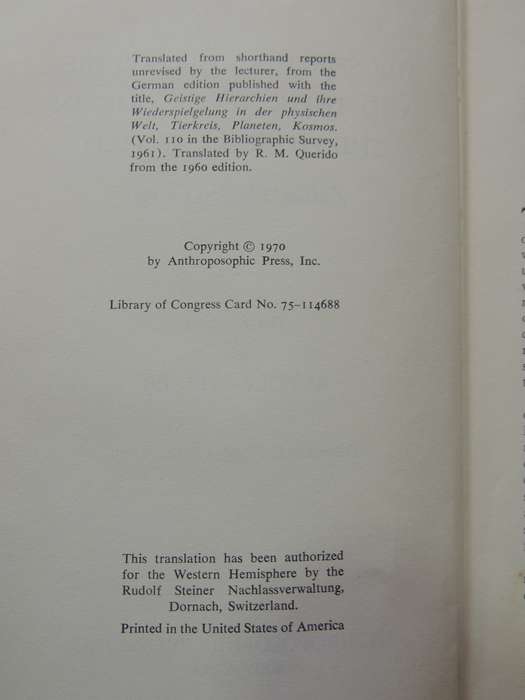 Translated from shorthand reports
unrevised by the lecturer, from the
German edition published with the
title, Geistige Hierarchien und ihre
Wiederspielgelung in der physischen
Welt, Tierkreis, Planeten, Kosmos.
(Vol. 110 in the Bibliographic Survey,
1961). Translated by R. M. Querido
from the 1960 edition.
Copyright © 1970
by Anthroposophic Press, Inc.
Library of Congress Card No. 75-114688
This translation has been authorized
for the Western Hemisphere by the
Rudolf Steiner Nachlassverwaltung,
Dornach, Switzerland.
Printed in the United States of America